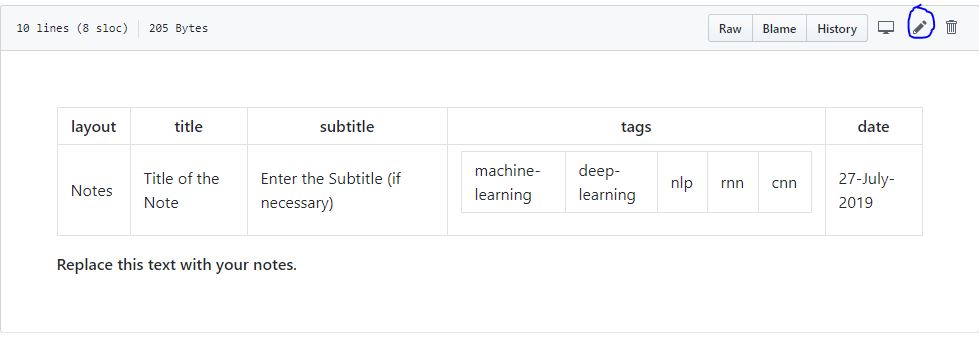 10 lines (8 sloc) 205 Bytes Raw Blame History
layout title subtitle tags date
Notes Title of the Note Enter the Subtitle (if necessary) machine-learning deep-learning nlp rnn cnn 27-July-2019
Replace this text with your notes.